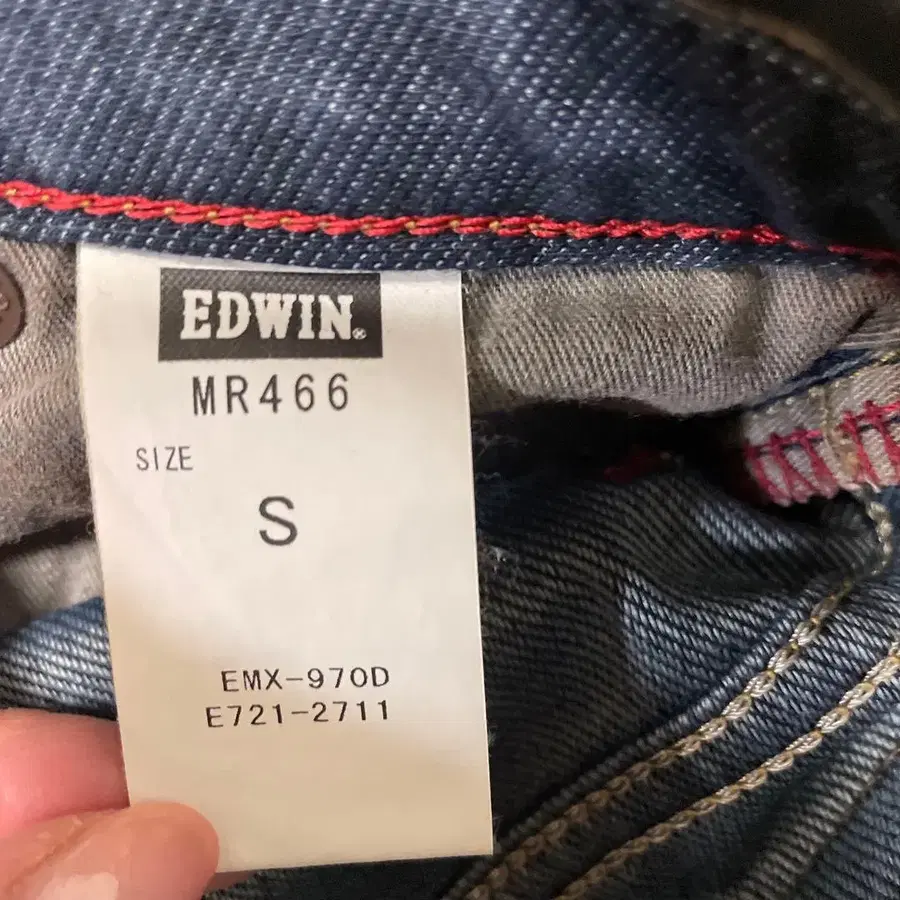 EDWIN®
MR466
SIZE
S
EMX-970D
E721-2711